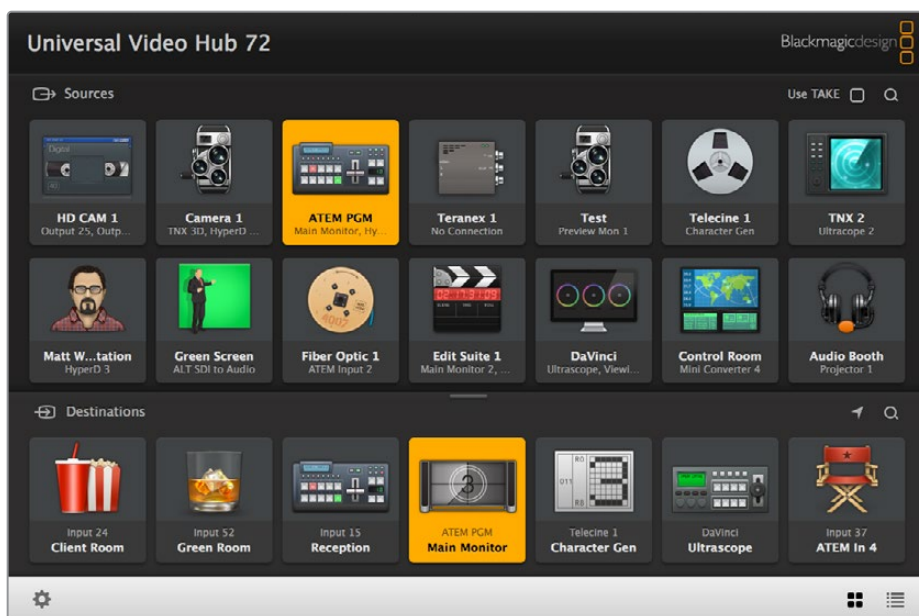 Universal Video Hub 72
Blackmagicdesign
Sources
Use TAKE
HD CAM 1
Output 25, Outp...
Camera 1
TNX 3D, HyperD ...
ATEM PGM
Main Monitor, Hy...
Teranex 1
No Connection
Test
Preview Mon 1
Telecine 1
Character Gen
TNX 2
Ultracope 2
Digital
Matt W...tation
HyperD 3
Green Screen
ALT SDI to Audio
Fiber Optic 1
ATEM Input 2
Edit Suite 1
Main Monitor 2, ...
DaVinci
Ultrascope, Viewi...
Control Room
Mini Converter 4
Audio Booth
Projector 1
Destinations
Input 24
Client Room
Input 52
Green Room
Input 15
Reception
3
ATEM PGM
Main Monitor
011
Telecine 1
Character Gen
DaVinci
Ultrascope
Input 37
ATEM In 4